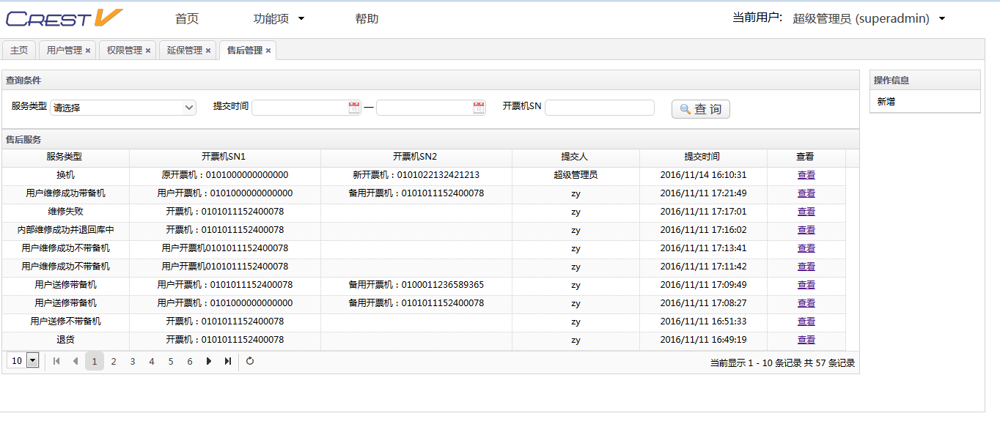 CREST V 首页 功能项 帮助 当前用户: 超级管理员 (superadmin)
主页 用户管理 × 权限管理 × 延保管理 × 售后管理 ×
查询条件
服务类型 请选择 提交时间 — 开票机SN 查 询
操作信息
新增
售后服务
服务类型 开票机SN1 开票机SN2 提交人 提交时间 查看
换机 原开票机：0101000000000000 新开票机：0101022132421213 超级管理员 2016/11/14 16:10:31 查看
用户维修成功带备机 用户开票机：0101000000000000 备用开票机：0101011152400078 zy 2016/11/11 17:21:49 查看
维修失败 开票机：0101011152400078 zy 2016/11/11 17:17:01 查看
内部维修成功并退回库中 开票机：0101011152400078 zy 2016/11/11 17:16:02 查看
用户维修成功不带备机 用户开票机0101011152400078 zy 2016/11/11 17:13:41 查看
用户维修成功不带备机 用户开票机0101011152400078 zy 2016/11/11 17:11:42 查看
用户送修带备机 用户开票机：0101011152400078 备用开票机：0100011236589365 zy 2016/11/11 17:09:49 查看
用户送修带备机 用户开票机：0101000000000000 备用开票机：0101011152400078 zy 2016/11/11 17:08:27 查看
用户送修不带备机 开票机：0101011152400078 zy 2016/11/11 16:51:33 查看
退货 开票机：0101011152400078 zy 2016/11/11 16:49:19 查看
10 1 2 3 4 5 6 当前显示 1 - 10 条记录 共 57 条记录